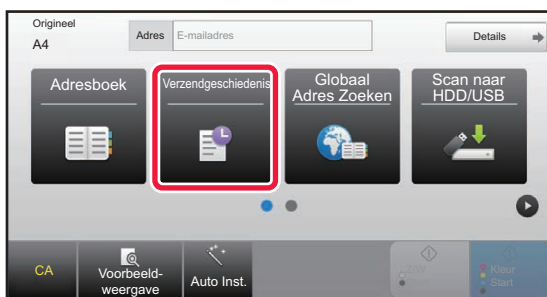 Origineel
A4
Adres
E-mailadres
Details
Adresboek
Verzendgeschiedenis
Globaal
Adres Zoeken
Scan naar
HDD/USB
CA
Voorbeeld-
weergave
Auto Inst.
Z/W
Start
Kleur
Start